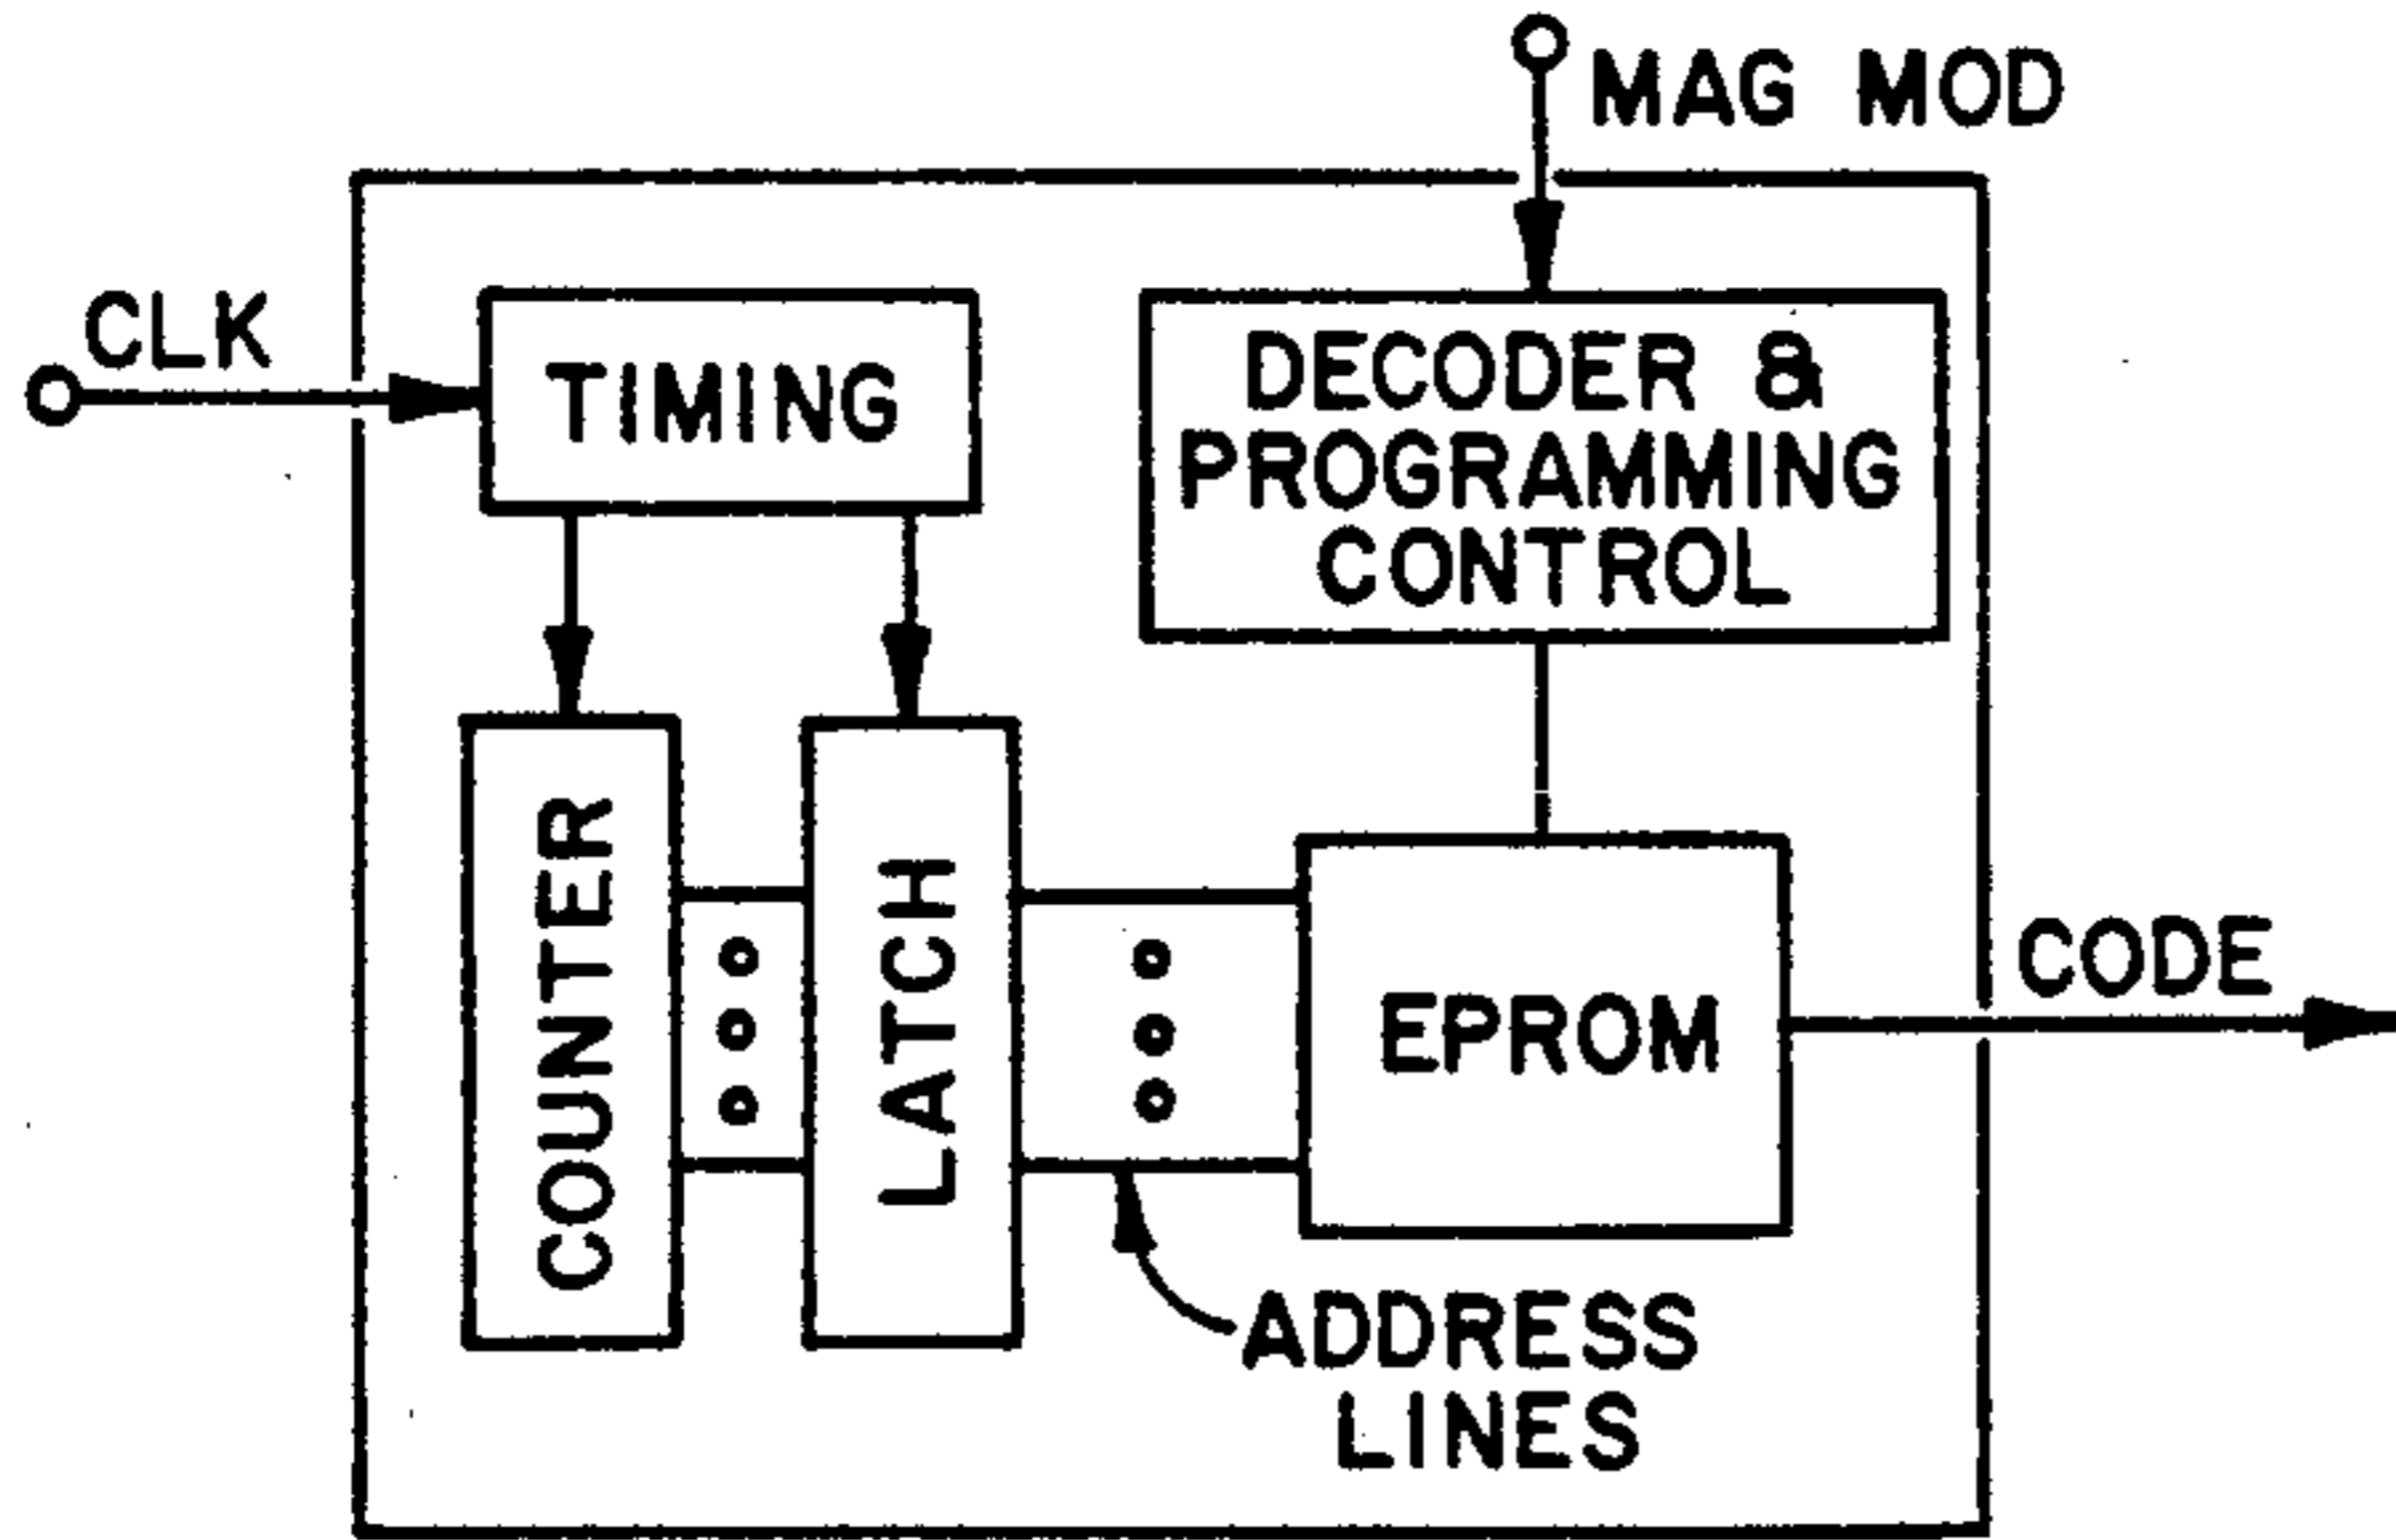 MAG MOD
CLK
TIMING
DECODER &
PROGRAMMING
CONTROL
COUNTER
LATCH
EPROM
CODE
ADDRESS
LINES